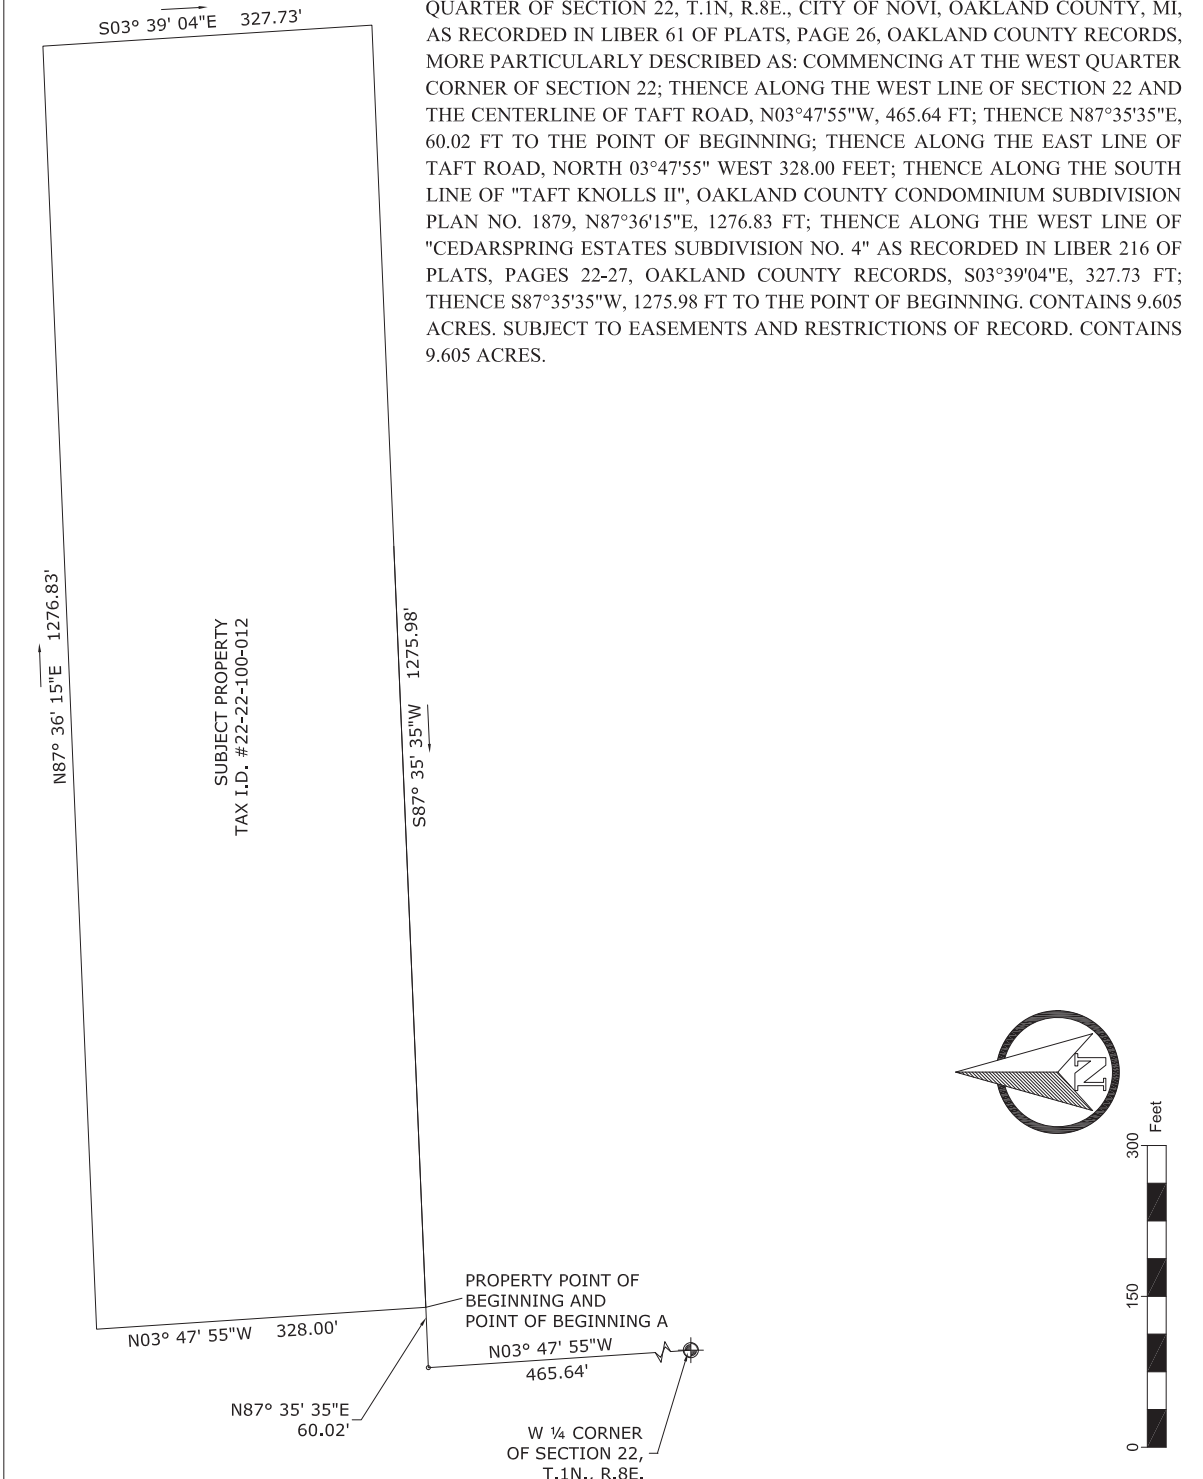 QUARTER OF SECTION 22, T.1N, R.8E., CITY OF NOVI, OAKLAND COUNTY, MI,
AS RECORDED IN LIBER 61 OF PLATS, PAGE 26, OAKLAND COUNTY RECORDS,
MORE PARTICULARLY DESCRIBED AS: COMMENCING AT THE WEST QUARTER
CORNER OF SECTION 22; THENCE ALONG THE WEST LINE OF SECTION 22 AND
THE CENTERLINE OF TAFT ROAD, N03°47'55"W, 465.64 FT; THENCE N87°35'35"E,
60.02 FT TO THE POINT OF BEGINNING; THENCE ALONG THE EAST LINE OF
TAFT ROAD, NORTH 03°47'55" WEST 328.00 FEET; THENCE ALONG THE SOUTH
LINE OF "TAFT KNOLLS II", OAKLAND COUNTY CONDOMINIUM SUBDIVISION
PLAN NO. 1879, N87°36'15"E, 1276.83 FT; THENCE ALONG THE WEST LINE OF
"CEDARSPRING ESTATES SUBDIVISION NO. 4" AS RECORDED IN LIBER 216 OF
PLATS, PAGES 22-27, OAKLAND COUNTY RECORDS, S03°39'04"E, 327.73 FT;
THENCE S87°35'35"W, 1275.98 FT TO THE POINT OF BEGINNING. CONTAINS 9.605
ACRES. SUBJECT TO EASEMENTS AND RESTRICTIONS OF RECORD. CONTAINS
9.605 ACRES.
S03° 39' 04"E 327.73'
N87° 36' 15"E 1276.83'
SUBJECT PROPERTY
TAX I.D. #22-22-100-012
S87° 35' 35"W 1275.98'
N
PROPERTY POINT OF
BEGINNING AND
POINT OF BEGINNING A
N03° 47' 55"W 328.00'
N03° 47' 55"W
465.64'
N87° 35' 35"E
60.02'
W ¼ CORNER
OF SECTION 22,
T.1N., R.8E.
0 150 300
Feet